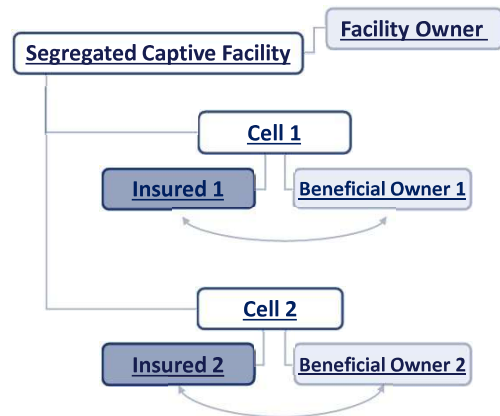 Facility Owner
Segregated Captive Facility
Cell 1
Insured 1
Beneficial Owner 1
Cell 2
Insured 2
Beneficial Owner 2